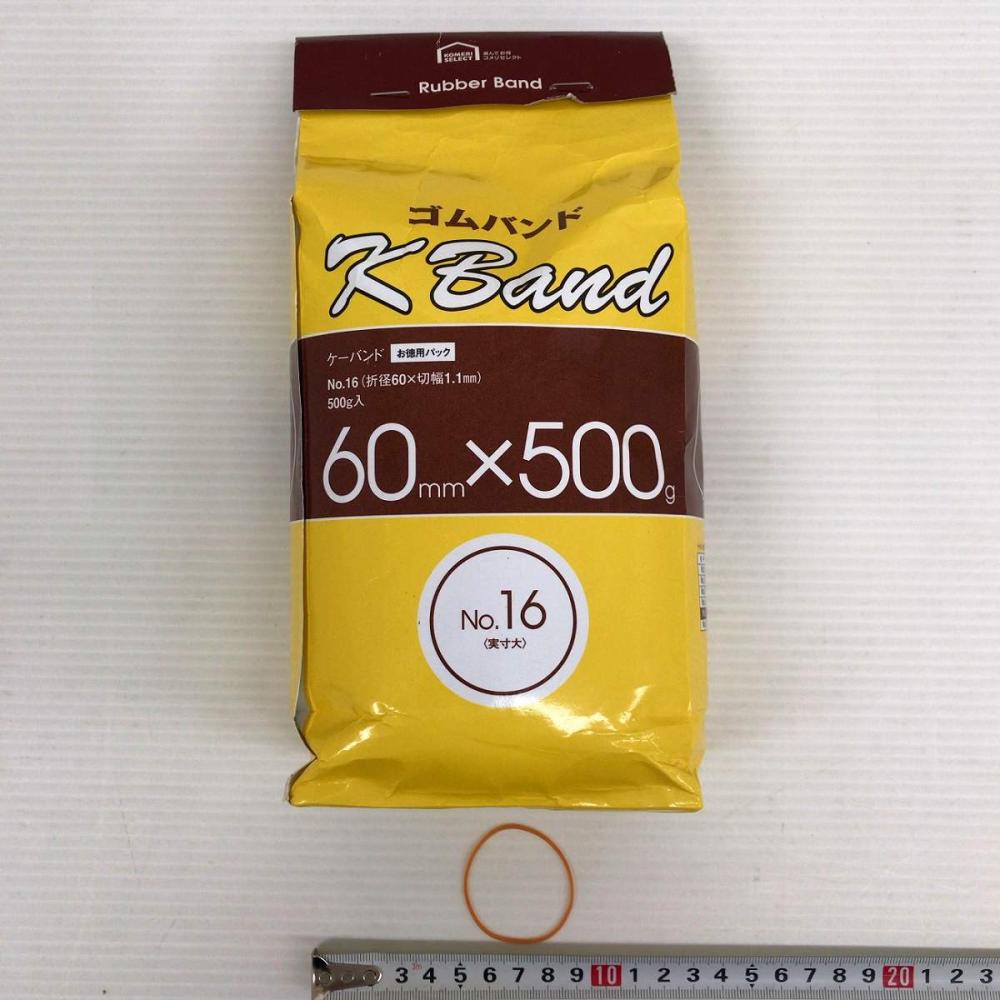 KOMERI
SELECT
選んでお得
コメリセレクト
Rubber Band
ゴムバンド
K Band
ケーバンド お徳用パック
No.16（折径60×切幅1.1mm）
500g入
60mm×500g
No.16
〈実寸大〉
3 4 5 6 7 8 9 10 1 2 3 4 5 6 7 8 9 20 1 2 3